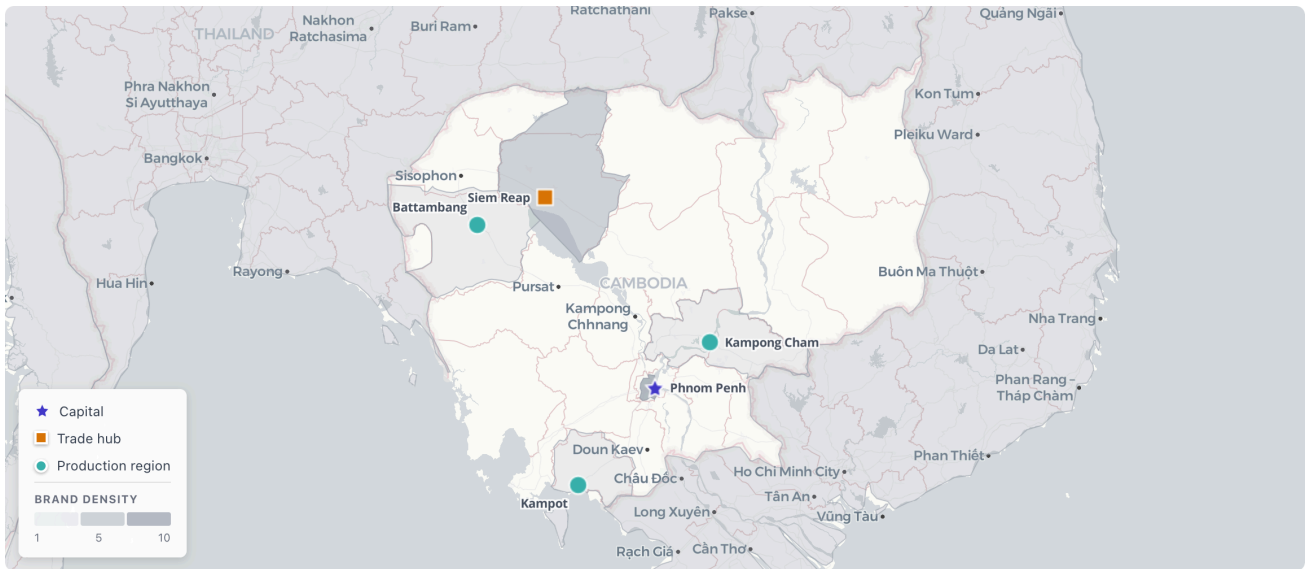 Ratchathani
Pakse
Quảng Ngãi
Nakhon
Ratchasima
Buri Ram
THAILAND
Phra Nakhon
Si Ayutthaya
Kon Tum
Pleiku Ward
Bangkok
Sisophon
Siem Reap
Battambang
Rayong
Hua Hin
Pursat
CAMBODIA
Buôn Ma Thuột
Kampong
Chhnang
Nha Trang
Kampong Cham
Da Lat
Phnom Penh
Phan Rang -
Tháp Chàm
Doun Kaev
Phan Thiết
Châu Đốc
Ho Chi Minh City
Tân An
Kampot
Long Xuyên
Vũng Tàu
Rạch Giá
Cần Thơ
Capital
Trade hub
Production region
BRAND DENSITY
1 5 10